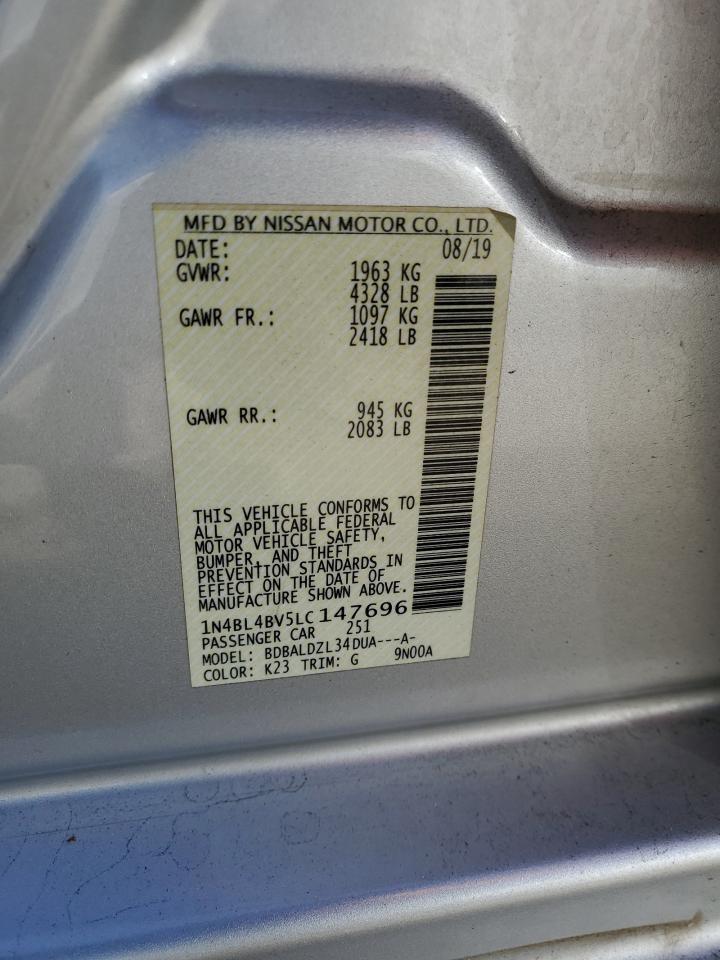 MFD BY NISSAN MOTOR CO., LTD.
DATE: 08/19
GVWR: 1963 KG
4328 LB
GAWR FR.: 1097 KG
2418 LB
GAWR RR.: 945 KG
2083 LB
THIS VEHICLE CONFORMS TO
ALL APPLICABLE FEDERAL
MOTOR VEHICLE SAFETY,
BUMPER, AND THEFT
PREVENTION STANDARDS IN
EFFECT ON THE DATE OF
MANUFACTURE SHOWN ABOVE.
1N4BL4BV5LC147696
PASSENGER CAR 251
MODEL: BDBALDZL34DUA---A-
COLOR: K23 TRIM: G 9N00A